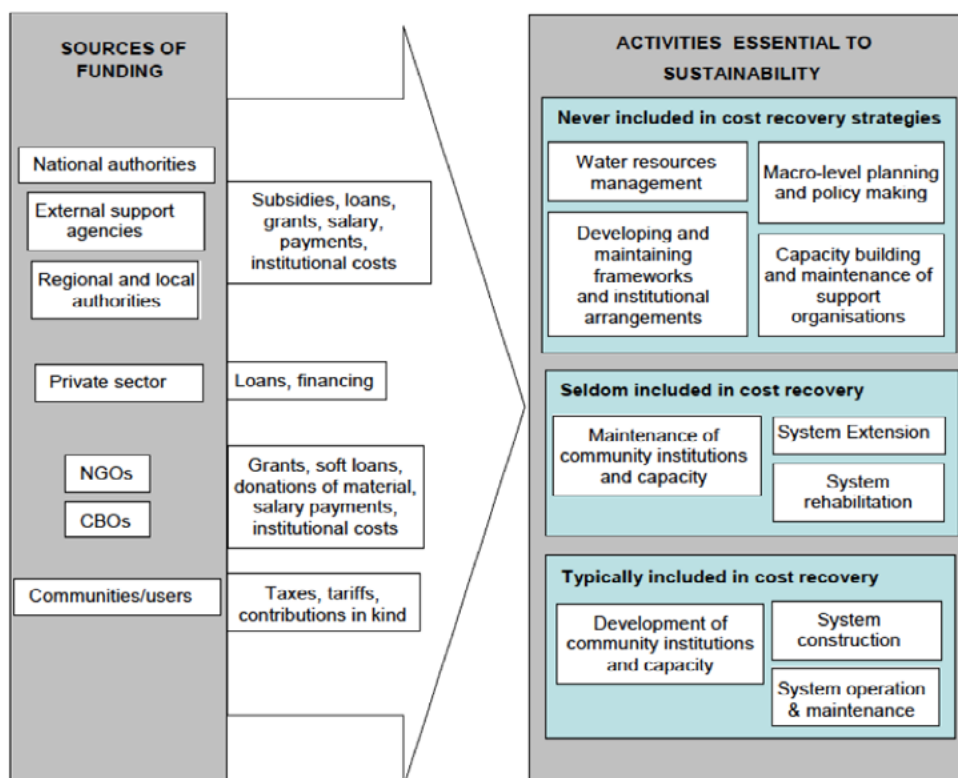 SOURCES OF
FUNDING
National authorities
External support
agencies
Regional and local
authorities
Private sector
NGOs
CBOs
Communities/users
Subsidies, loans,
grants, salary,
payments,
institutional costs
Loans, financing
Grants, soft loans,
donations of material,
salary payments,
institutional costs
Taxes, tariffs,
contributions in kind
ACTIVITIES ESSENTIAL TO
SUSTAINABILITY
Never included in cost recovery strategies
Water resources
management
Macro-level planning
and policy making
Developing and
maintaining
frameworks
and institutional
arrangements
Capacity building
and maintenance of
support
organisations
Seldom included in cost recovery
Maintenance of
community institutions
and capacity
System Extension
System
rehabilitation
Typically included in cost recovery
Development of
community institutions
and capacity
System
construction
System operation
& maintenance